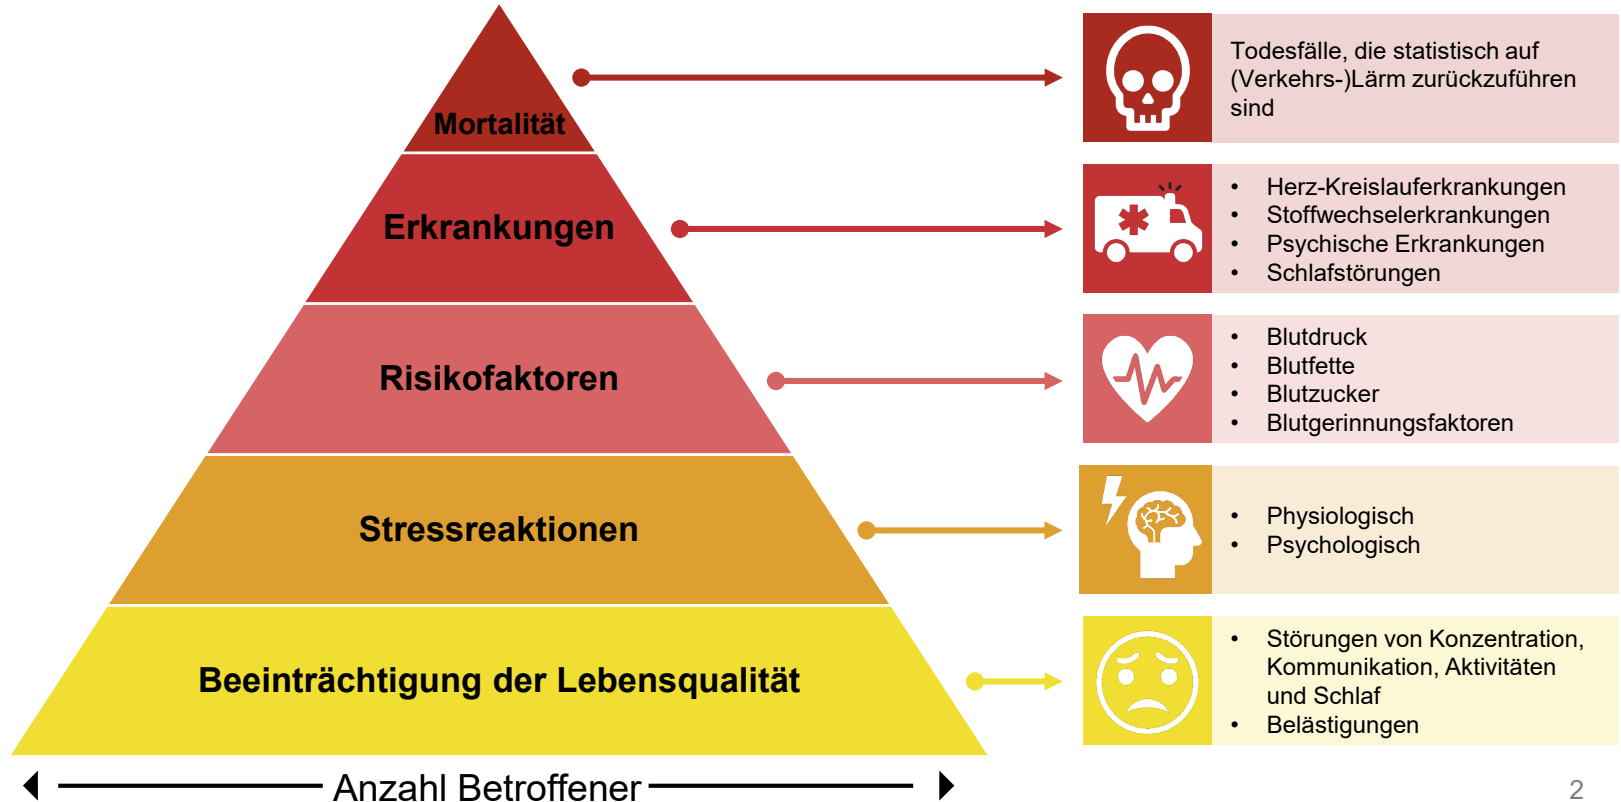 Mortalität
Todesfälle, die statistisch auf
(Verkehrs-)Lärm zurückzuführen
sind
Erkrankungen
• Herz-Kreislauferkrankungen
• Stoffwechselerkrankungen
• Psychische Erkrankungen
• Schlafstörungen
Risikofaktoren
• Blutdruck
• Blutfette
• Blutzucker
• Blutgerinnungsfaktoren
Stressreaktionen
• Physiologisch
• Psychologisch
Beeinträchtigung der Lebensqualität
• Störungen von Konzentration,
Kommunikation, Aktivitäten
und Schlaf
• Belästigungen
Anzahl Betroffener
2